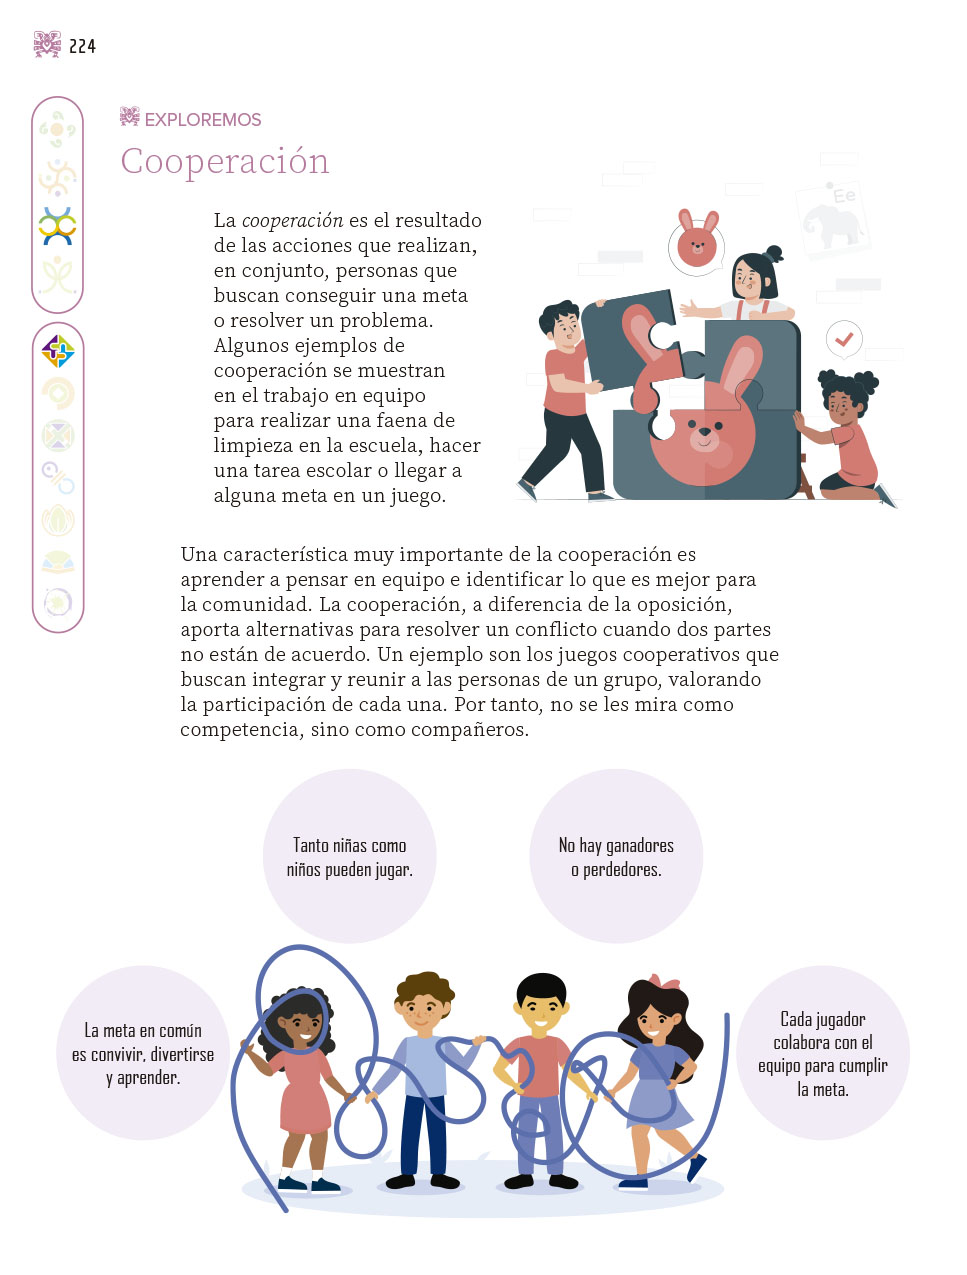 224
EXPLOREMOS
Cooperación
La cooperación es el resultado
de las acciones que realizan,
en conjunto, personas que
buscan conseguir una meta
o resolver un problema.
Algunos ejemplos de
cooperación se muestran
en el trabajo en equipo
para realizar una faena de
limpieza en la escuela, hacer
una tarea escolar o llegar a
alguna meta en un juego.
Ee
Una característica muy importante de la cooperación es
aprender a pensar en equipo e identificar lo que es mejor para
la comunidad. La cooperación, a diferencia de la oposición,
aporta alternativas para resolver un conflicto cuando dos partes
no están de acuerdo. Un ejemplo son los juegos cooperativos que
buscan integrar y reunir a las personas de un grupo, valorando
la participación de cada una. Por tanto, no se les mira como
competencia, sino como compañeros.
Tanto niñas como
niños pueden jugar.
No hay ganadores
o perdedores.
La meta en común
es convivir, divertirse
y aprender.
Cada jugador
colabora con el
equipo para cumplir
la meta.